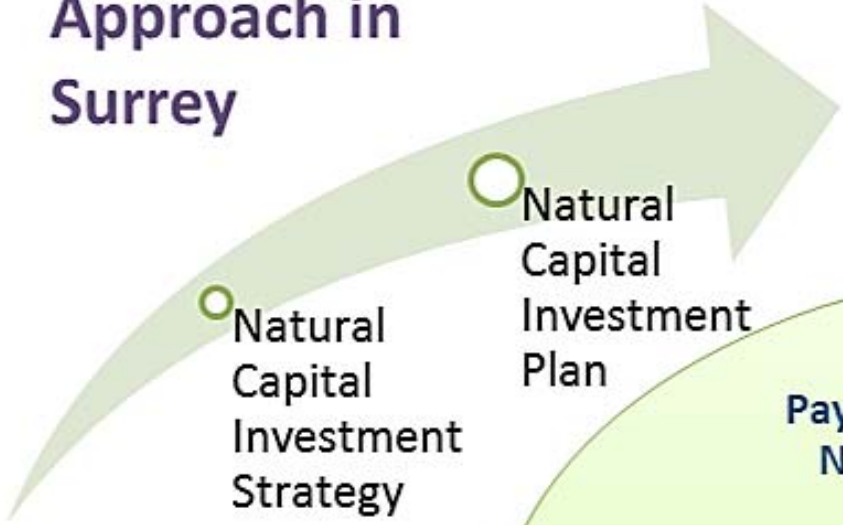 Approach in
Surrey
Natural
Capital
Investment
Plan
Natural
Capital
Investment
Strategy